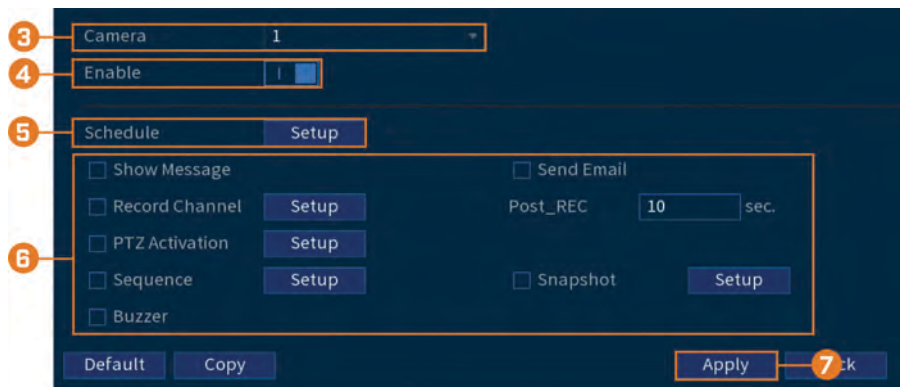 3 Camera 1
4 Enable
5 Schedule Setup
Show Message Send Email
Record Channel Setup Post_REC 10 sec.
6 PTZ Activation Setup
Sequence Setup Snapshot Setup
Buzzer
Default Copy Apply 7